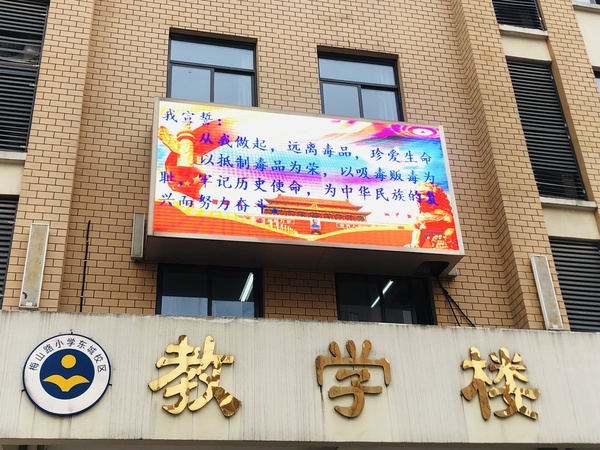 我宣誓：
从我做起，远离毒品，珍爱生命
以抵制毒品为荣，以吸毒贩毒为
耻，牢记历史使命，为中华民族的复
兴而努力奋斗。
梅山路小学东城校区
教学楼